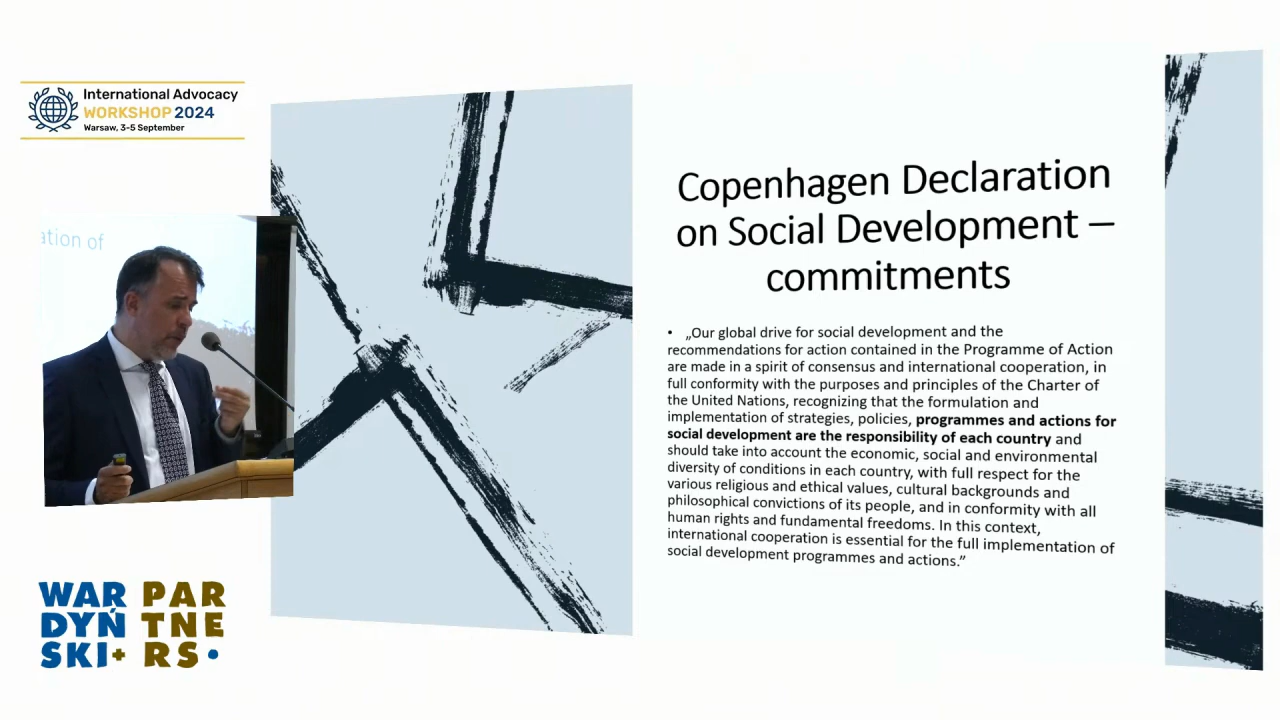 International Advocacy
WORKSHOP 2024
Warsaw, 3-5 September
ation of
WAR PAR
DYŃ TNE
SKI+ RS•
Copenhagen Declaration
on Social Development –
commitments
• „Our global drive for social development and the
recommendations for action contained in the Programme of Action
are made in a spirit of consensus and international cooperation, in
full conformity with the purposes and principles of the Charter of
the United Nations, recognizing that the formulation and
implementation of strategies, policies, programmes and actions for
social development are the responsibility of each country and
should take into account the economic, social and environmental
diversity of conditions in each country, with full respect for the
various religious and ethical values, cultural backgrounds and
philosophical convictions of its people, and in conformity with all
human rights and fundamental freedoms. In this context,
international cooperation is essential for the full implementation of
social development programmes and actions.”